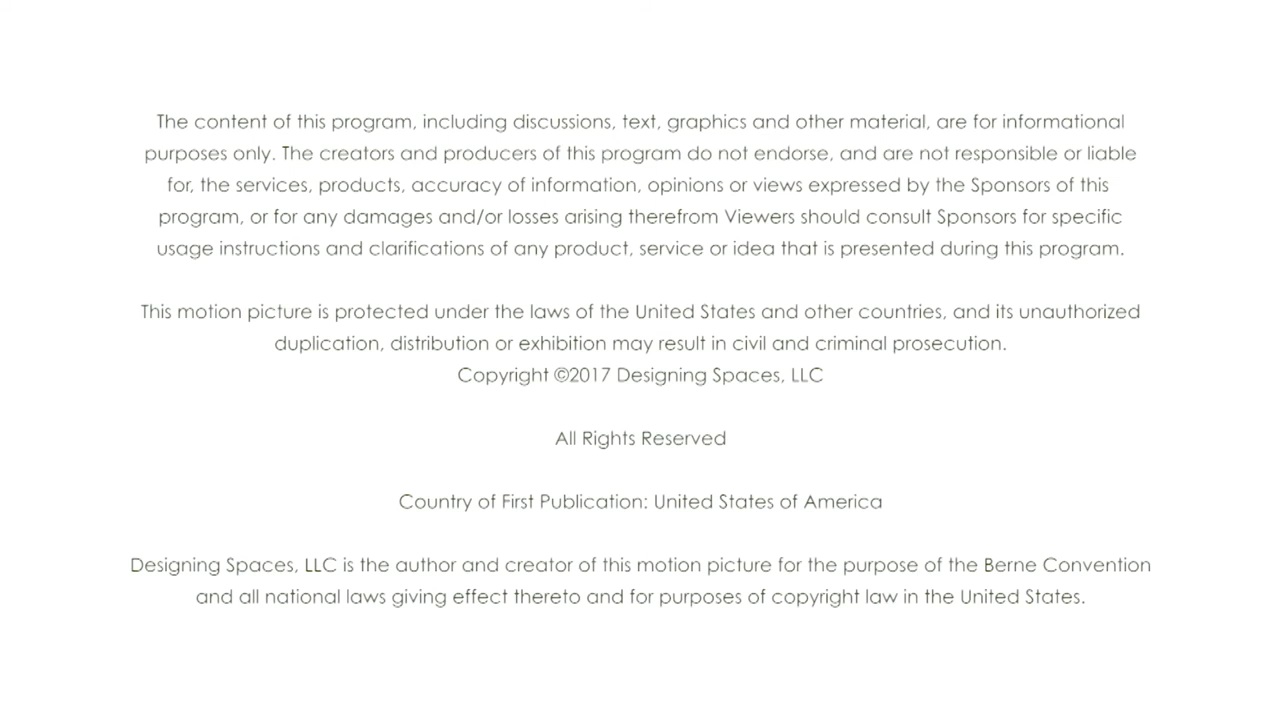 The content of this program, including discussions, text, graphics and other material, are for informational
purposes only. The creators and producers of this program do not endorse, and are not responsible or liable
for, the services, products, accuracy of information, opinions or views expressed by the Sponsors of this
program, or for any damages and/or losses arising therefrom Viewers should consult Sponsors for specific
usage instructions and clarifications of any product, service or idea that is presented during this program.
This motion picture is protected under the laws of the United States and other countries, and its unauthorized
duplication, distribution or exhibition may result in civil and criminal prosecution.
Copyright ©2017 Designing Spaces, LLC
All Rights Reserved
Country of First Publication: United States of America
Designing Spaces, LLC is the author and creator of this motion picture for the purpose of the Berne Convention
and all national laws giving effect thereto and for purposes of copyright law in the United States.